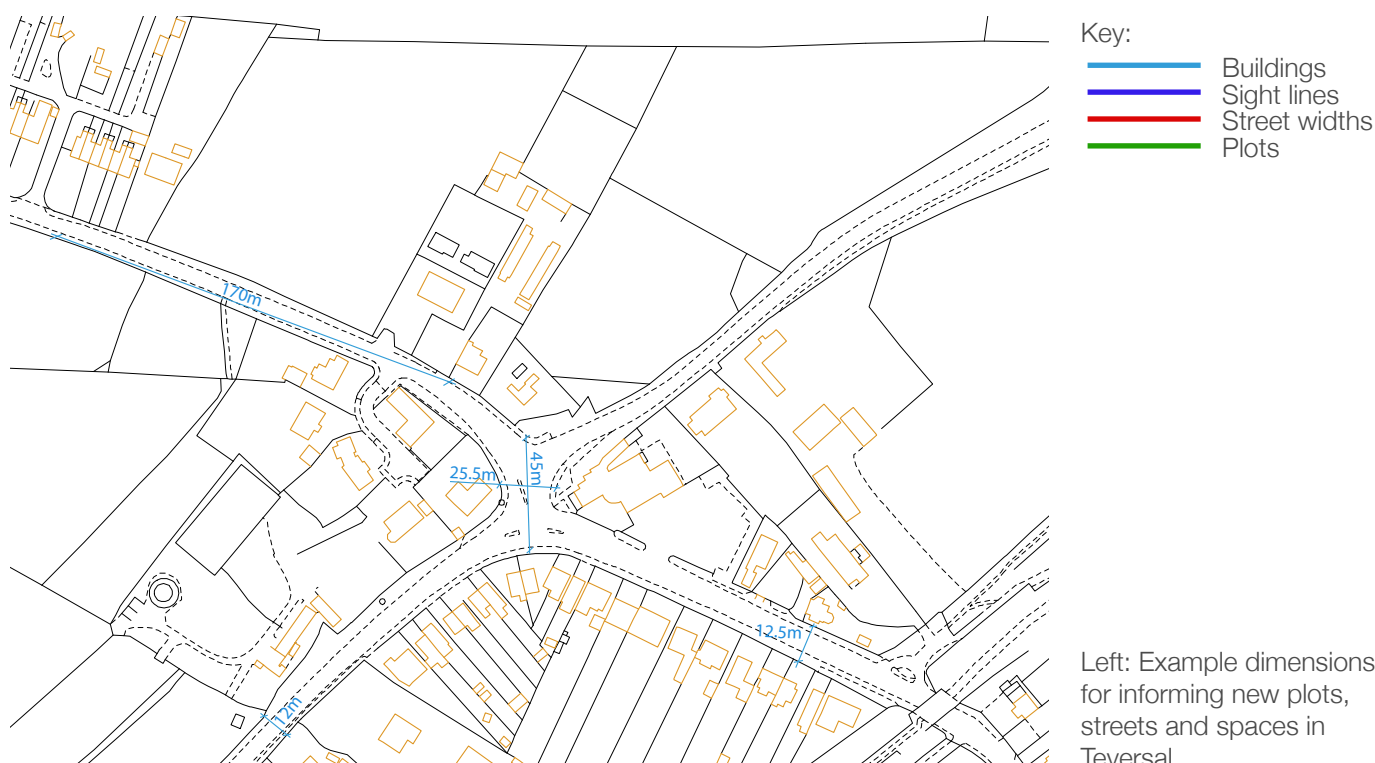 Key:
Buildings
Sight lines
Street widths
Plots
170m
45m
25.5m
12.5m
12m
Left: Example dimensions
for informing new plots,
streets and spaces in
Teversal